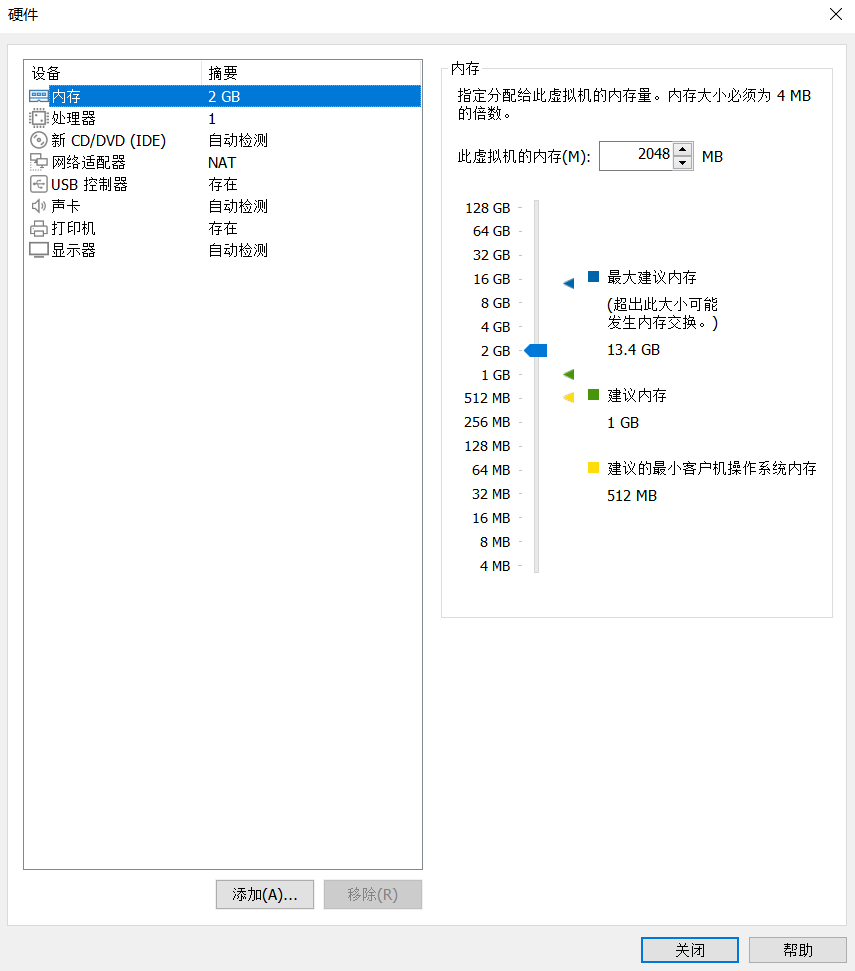 硬件
设备 摘要
内存 2 GB
处理器 1
新 CD/DVD (IDE) 自动检测
网络适配器 NAT
USB 控制器 存在
声卡 自动检测
打印机 存在
显示器 自动检测
添加(A)... 移除(R)
内存
指定分配给此虚拟机的内存量。内存大小必须为 4 MB
的倍数。
此虚拟机的内存(M): 2048 MB
128 GB
64 GB
32 GB
16 GB
8 GB
4 GB
2 GB
1 GB
512 MB
256 MB
128 MB
64 MB
32 MB
16 MB
8 MB
4 MB
最大建议内存
(超出此大小可能
发生内存交换。)
13.4 GB
建议内存
1 GB
建议的最小客户机操作系统内存
512 MB
关闭 帮助